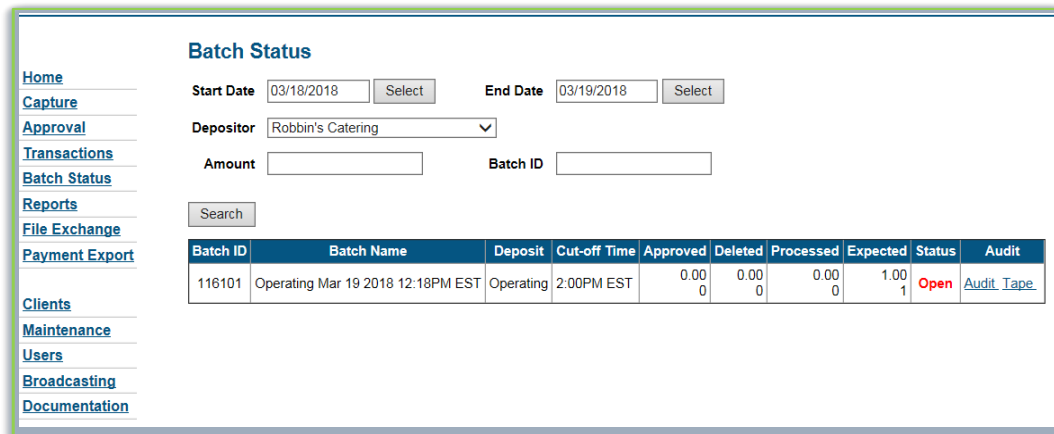 Batch Status
Home
Capture
Approval
Transactions
Batch Status
Reports
File Exchange
Payment Export
Clients
Maintenance
Users
Broadcasting
Documentation
Start Date 03/18/2018 Select End Date 03/19/2018 Select
Depositor Robbin's Catering
Amount Batch ID
Search
Batch ID Batch Name Deposit Cut-off Time Approved Deleted Processed Expected Status Audit
116101 Operating Mar 19 2018 12:18PM EST Operating 2:00PM EST 0.00 0.00 0.00 1.00 Open Audit Tape
0 0 0 1